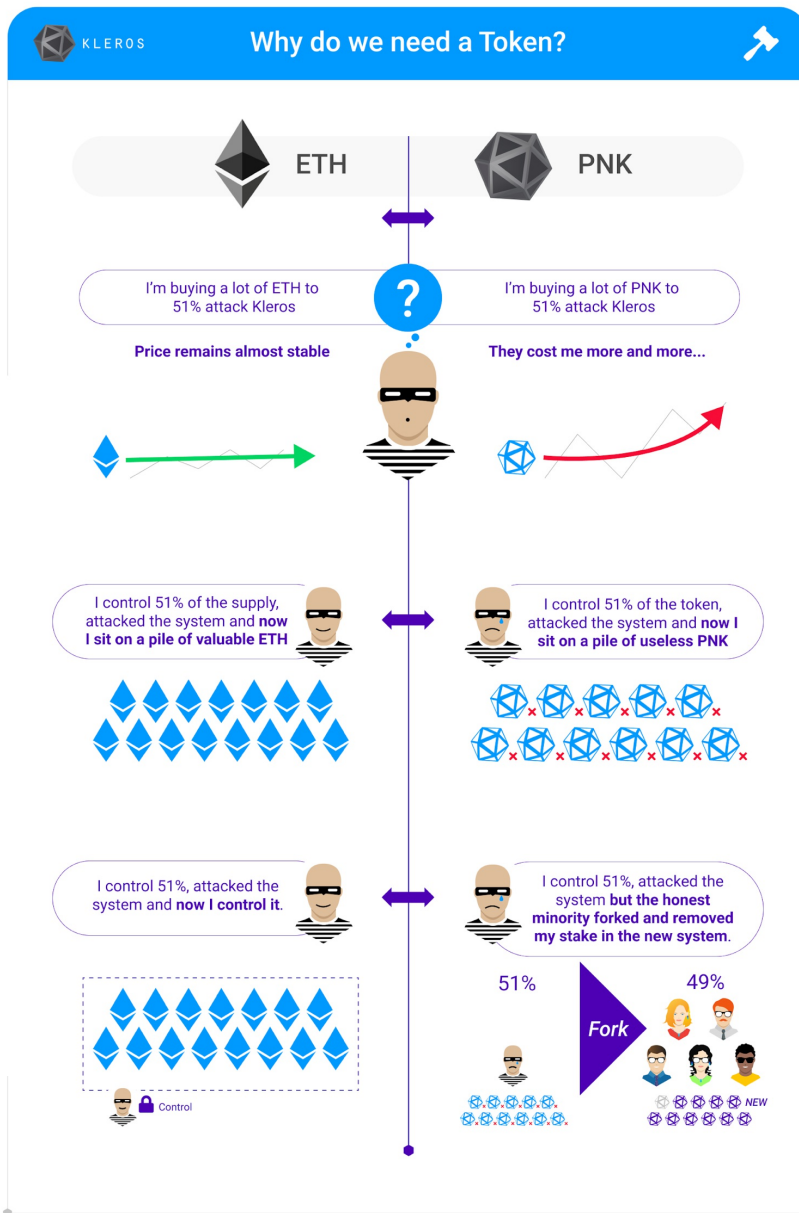 KLEROS
Why do we need a Token?
ETH
PNK
I'm buying a lot of ETH to
51% attack Kleros
?
I'm buying a lot of PNK to
51% attack Kleros
Price remains almost stable
They cost me more and more...
I control 51% of the supply,
attacked the system and now
I sit on a pile of valuable ETH
I control 51% of the token,
attacked the system and now I
sit on a pile of useless PNK
I control 51%, attacked the
system and now I control it.
I control 51%, attacked the
system but the honest
minority forked and removed
my stake in the new system.
51%
Fork
49%
NEW
Control